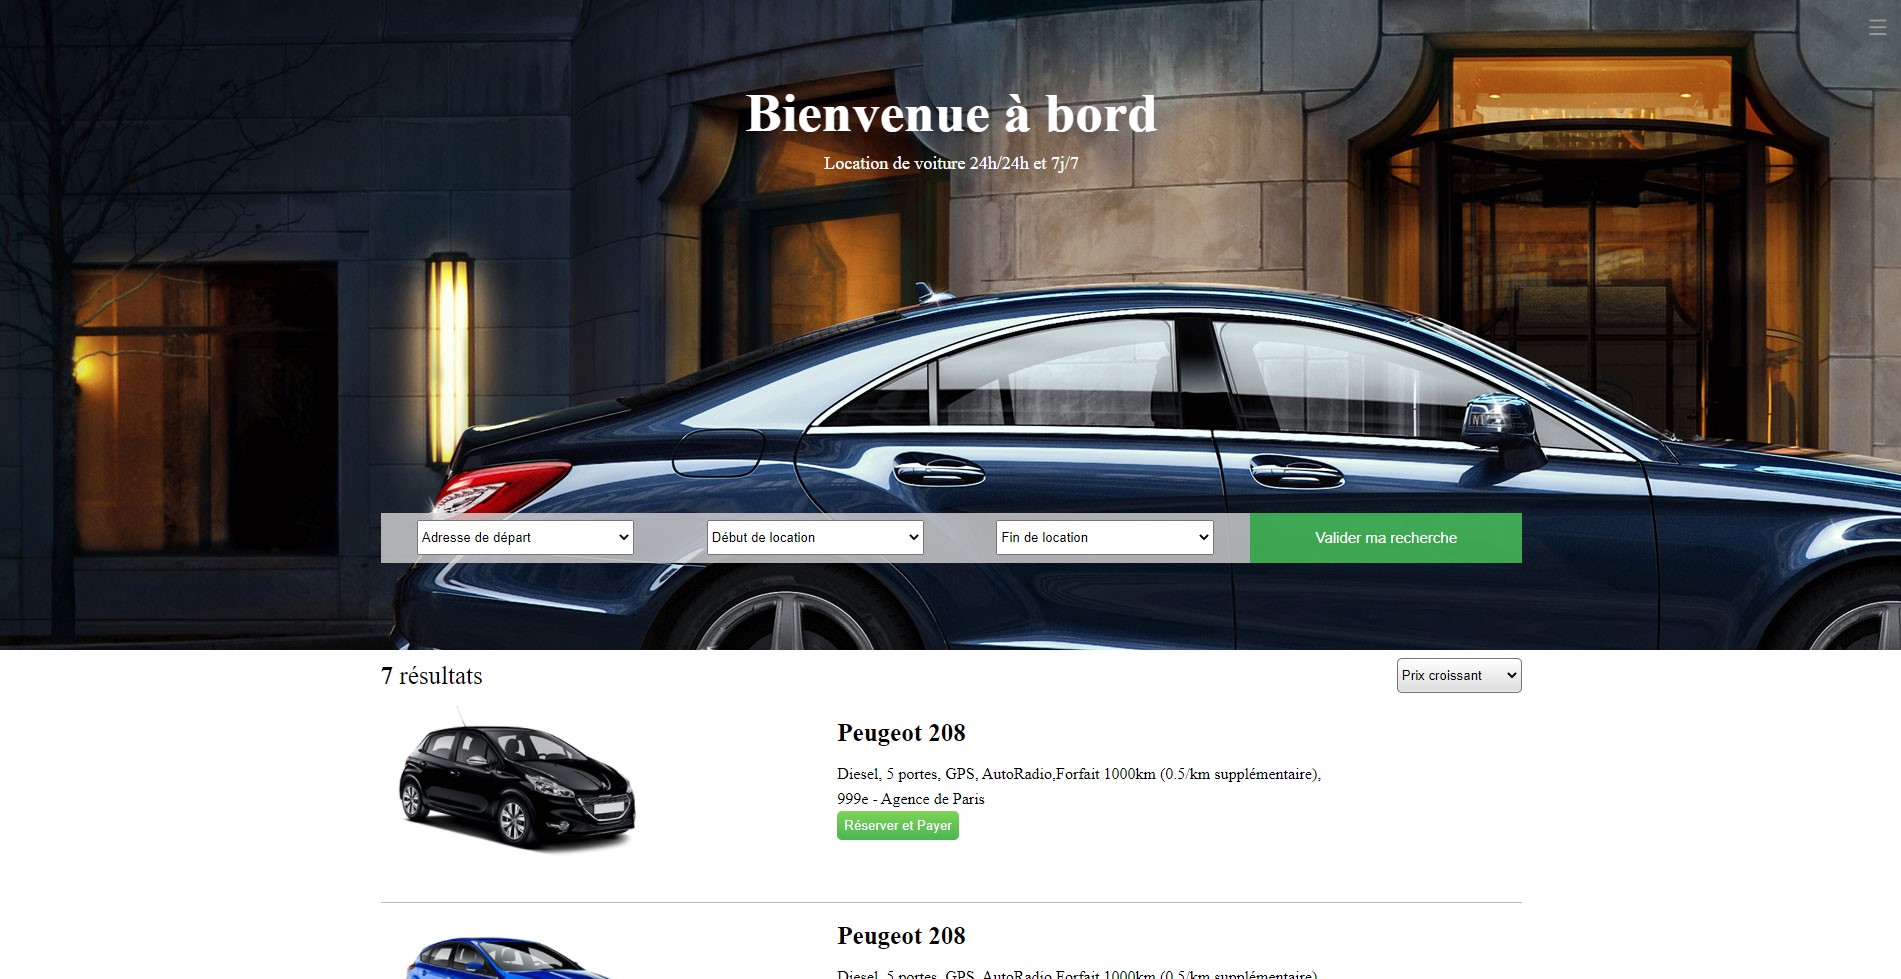 Bienvenue à bord
Location de voiture 24h/24h et 7j/7
Adresse de départ
Début de location
Fin de location
Valider ma recherche
7 résultats
Prix croissant
Peugeot 208
Diesel, 5 portes, GPS, AutoRadio,Forfait 1000km (0.5/km supplémentaire),
999e - Agence de Paris
Réserver et Payer
Peugeot 208
Diesel, 5 portes, GPS, AutoRadio,Forfait 1000km (0.5/km supplémentaire),